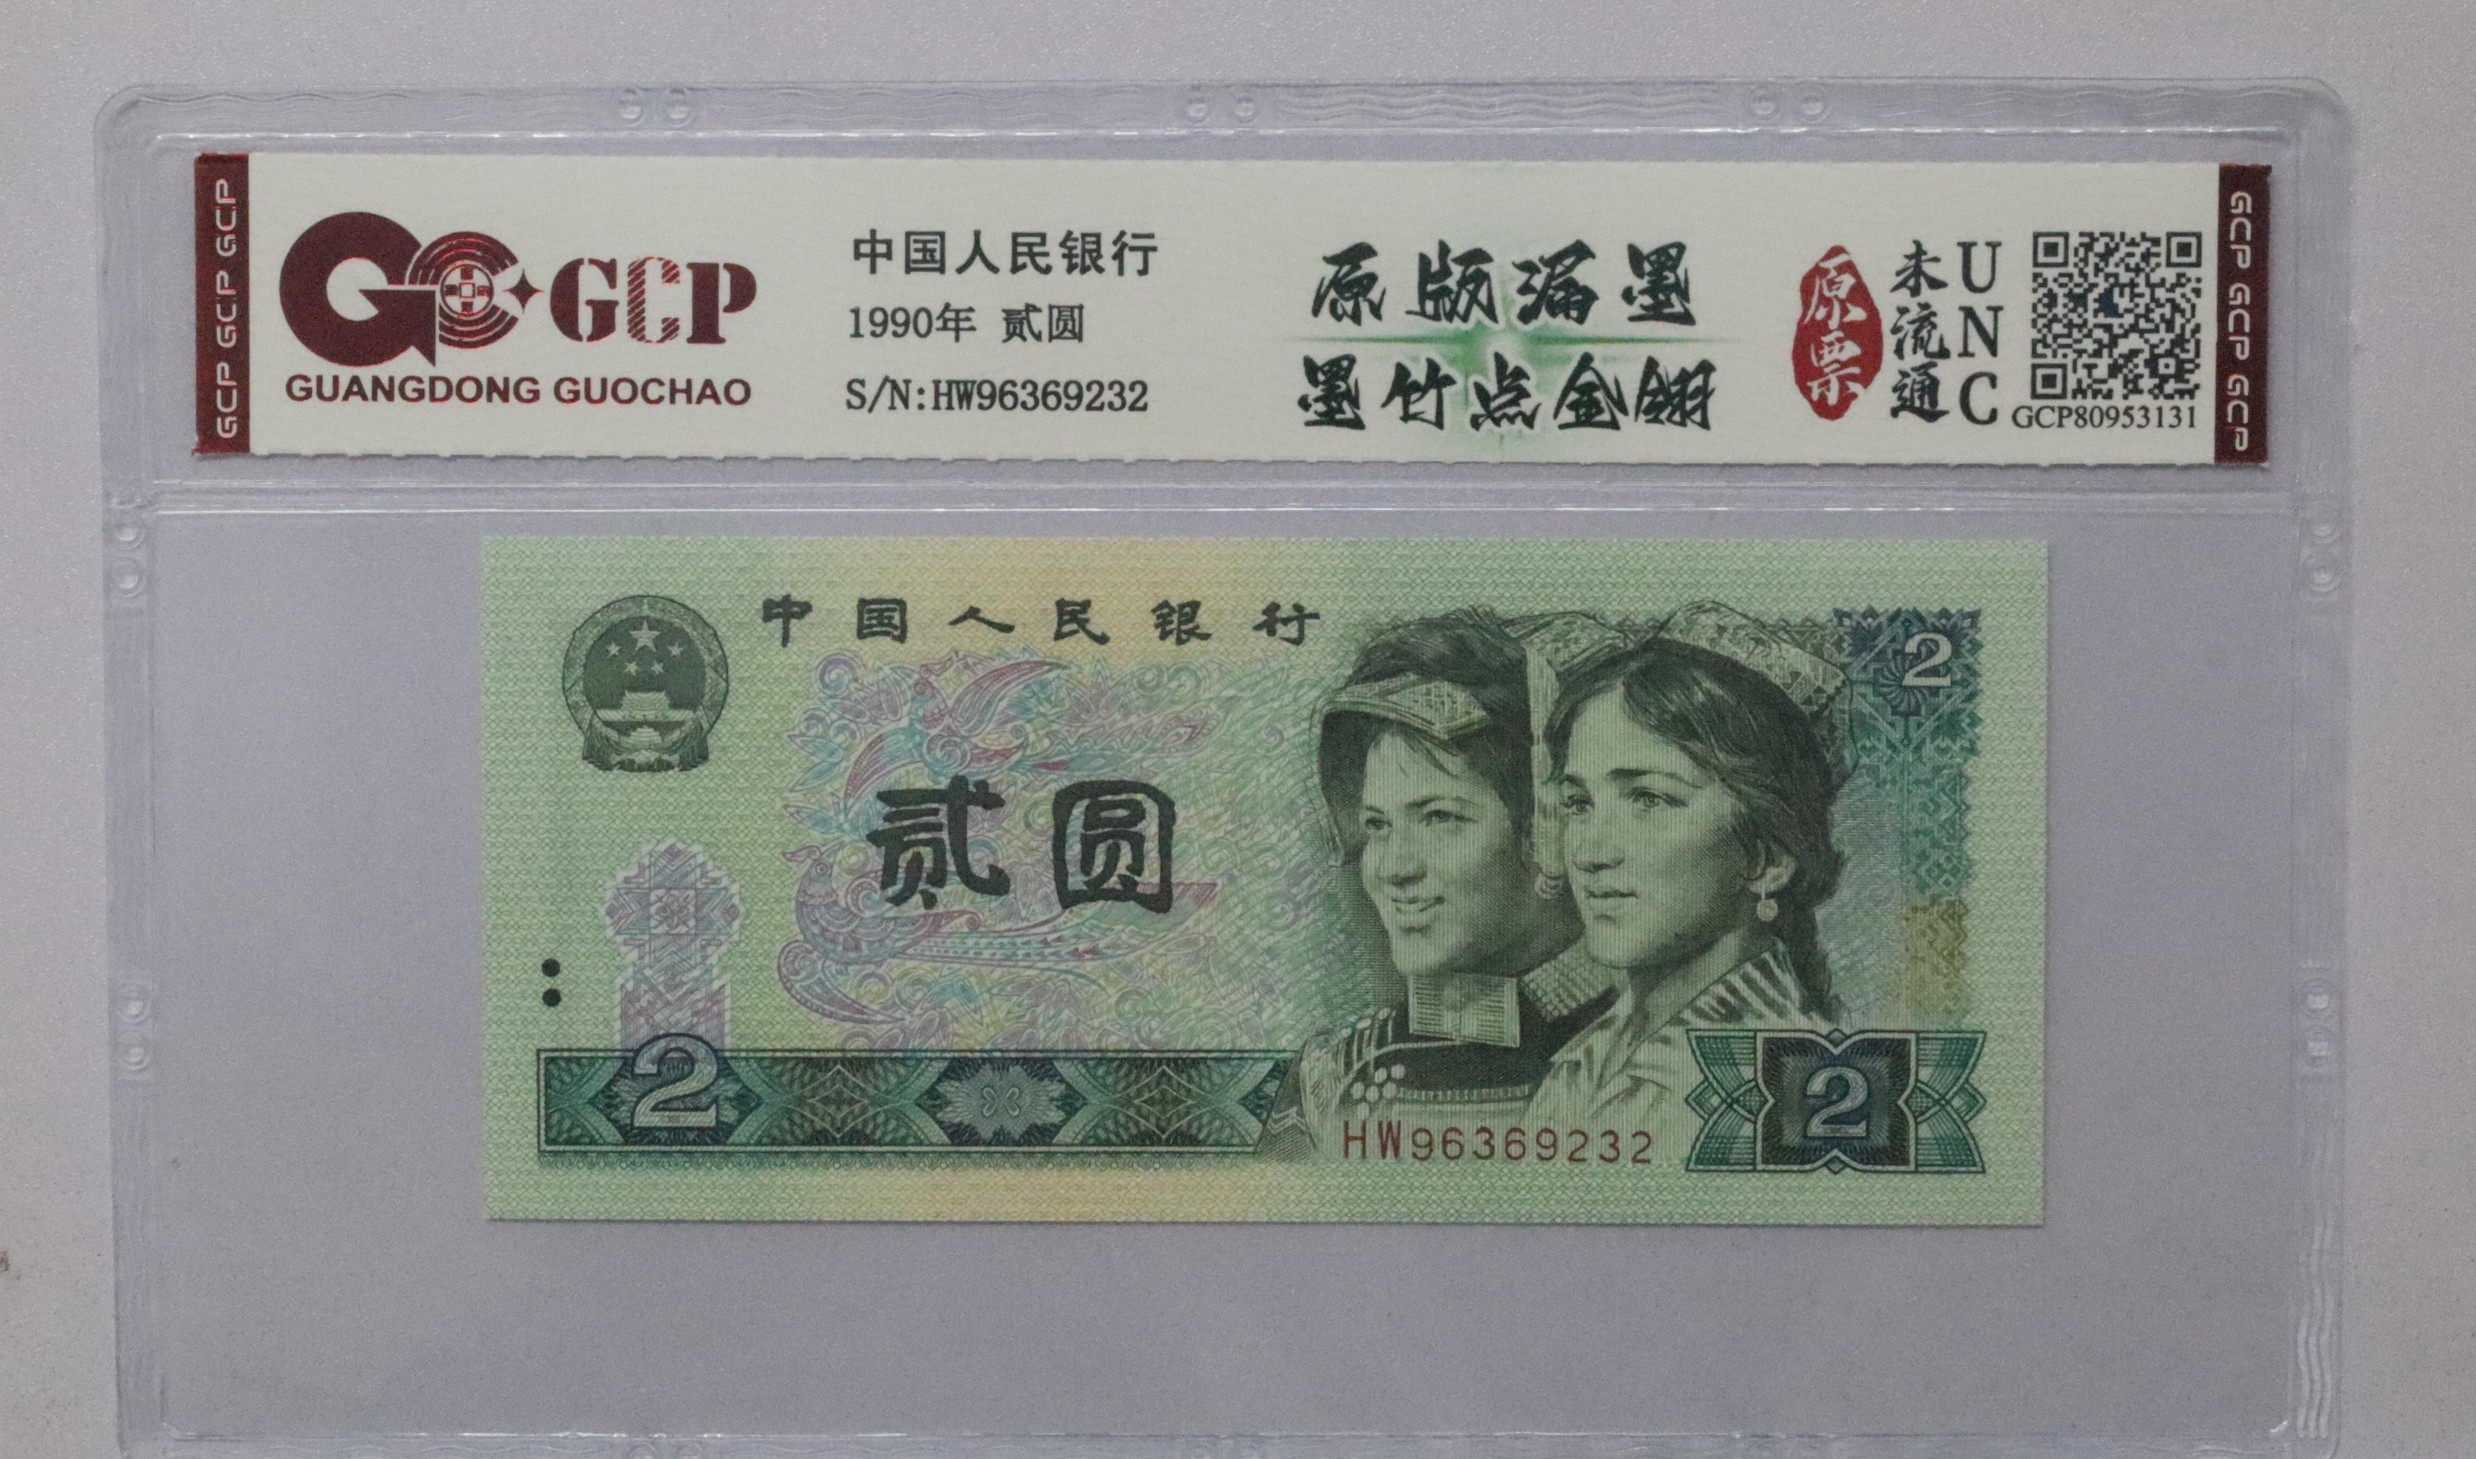 GCP GCP GCP
GCP
GUANGDONG GUOCHAO
中国人民银行
1990年 贰圆
S/N:HW96369232
原版漏墨
墨竹点金翎
原票
未流通
UNC
GCP80953131
GCP GCP GCP
中国人民银行
2
贰圆
2
HW96369232
2